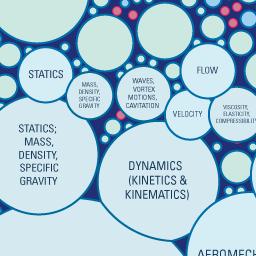 STATICS
MASS,
DENSITY,
SPECIFIC
GRAVITY
WAVES,
VORTEX
MOTIONS,
CAVITATION
FLOW
VELOCITY
VISCOSITY,
ELASTICITY,
COMPRESSIBILITY
STATICS;
MASS,
DENSITY,
SPECIFIC
GRAVITY
DYNAMICS
(KINETICS &
KINEMATICS)
AEROMECH